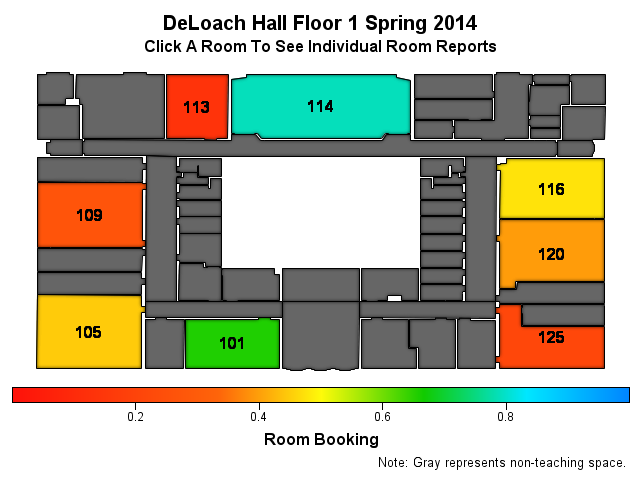 DeLoach Hall Floor 1 Spring 2014
Click A Room To See Individual Room Reports
113
114
109
116
120
105
101
125
0.2 0.4 0.6 0.8
Room Booking
Note: Gray represents non-teaching space.